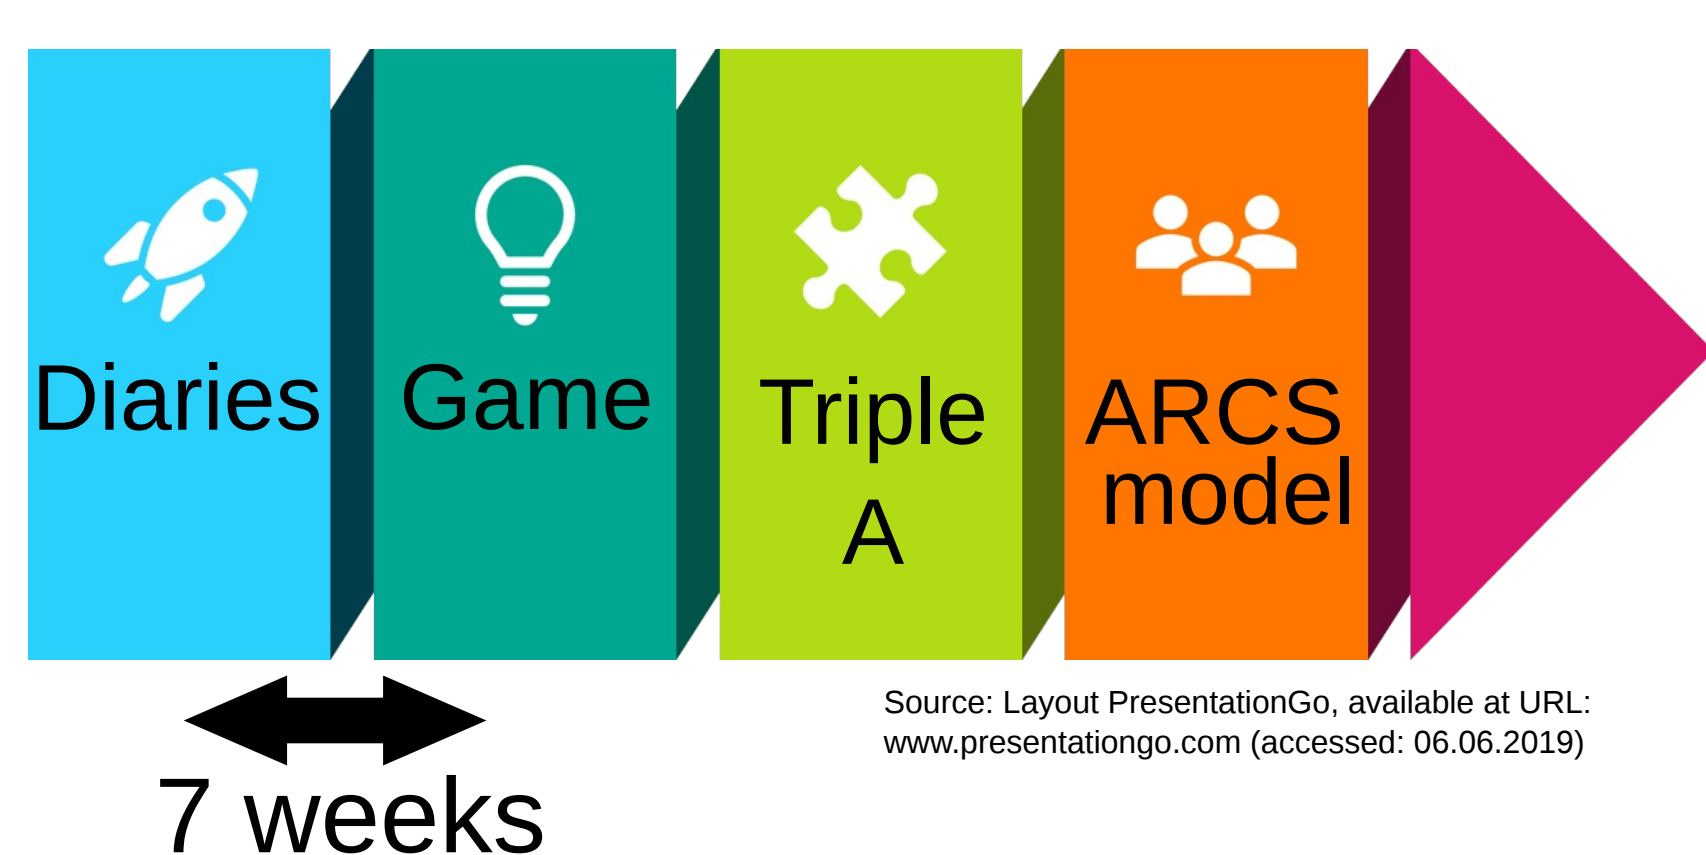 Diaries
Game
Triple
A
ARCS
model
7 weeks
Source: Layout PresentationGo, available at URL:
www.presentationgo.com (accessed: 06.06.2019)